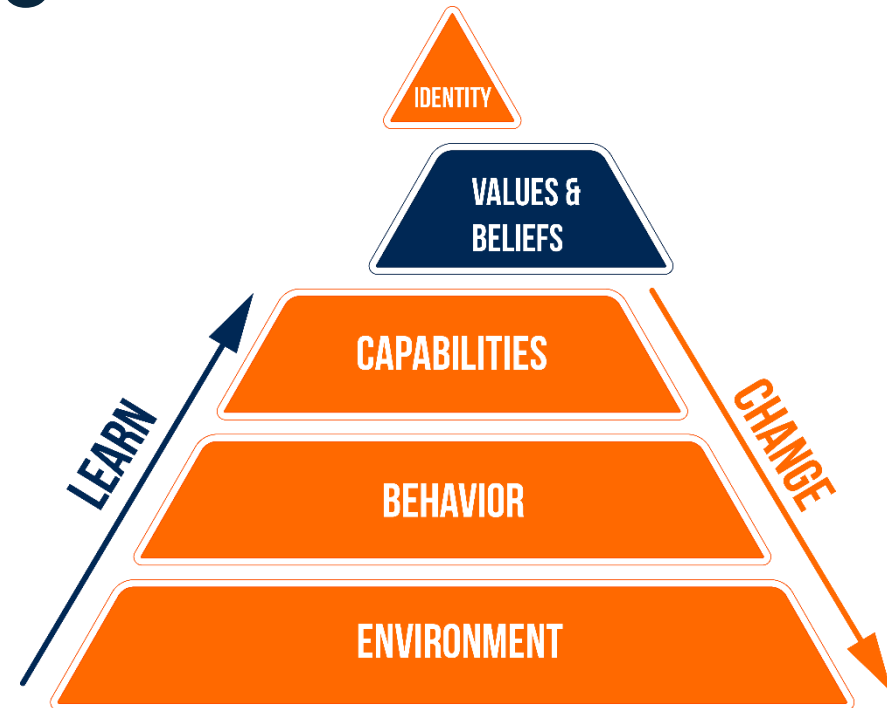 IDENTITY
VALUES &
BELIEFS
CAPABILITIES
LEARN
CHANGE
BEHAVIOR
ENVIRONMENT